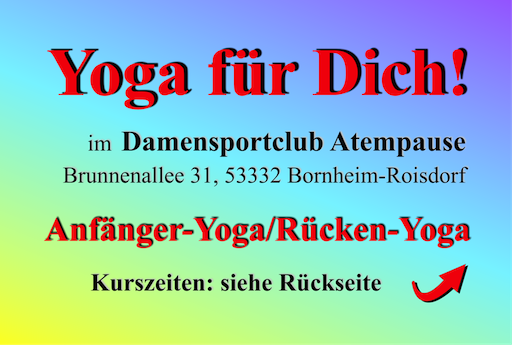 Yoga für Dich!
im Damensportclub Atempause
Brunnenallee 31, 53332 Bornheim-Roisdorf
Anfänger-Yoga/Rücken-Yoga
Kurszeiten: siehe Rückseite